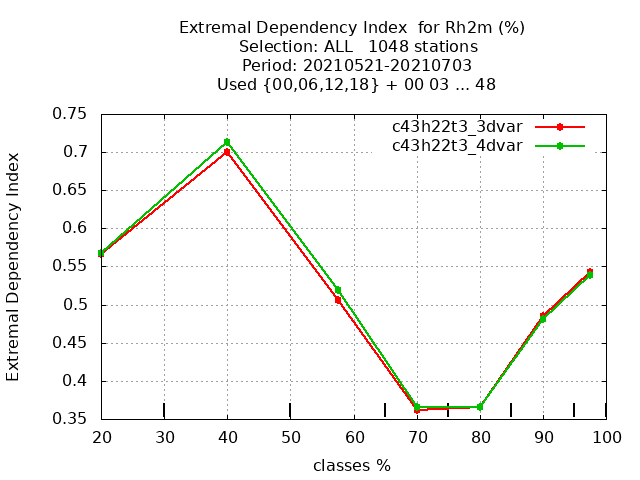 Extremal Dependency Index  for Rh2m (%)
Selection: ALL   1048 stations
Period: 20210521-20210703
Used {00,06,12,18} + 00 03 ... 48
c43h22t3_3dvar
c43h22t3_4dvar
Extremal Dependency Index
0.75
0.7
0.65
0.6
0.55
0.5
0.45
0.4
0.35
20 30 40 50 60 70 80 90 100
classes %